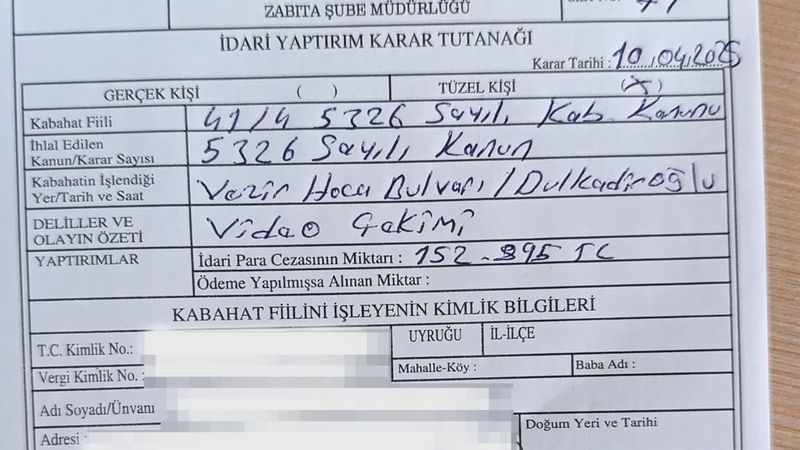 ZABITA ŞUBE MÜDÜRLÜĞÜ
İDARİ YAPTIRIM KARAR TUTANAĞI
Karar Tarihi : 10.04.2025
GERÇEK KİŞİ ( ) TÜZEL KİŞİ (X)
Kabahat Fiili 41/4 5326 Sayılı Kab Kanunu
İhlal Edilen Kanun/Karar Sayısı 5326 Sayılı Kanun
Kabahatin İşlendiği Yer/Tarih ve Saat Vezir Hoca Bulvarı / Dulkadiroğlu
DELİLLER VE OLAYIN ÖZETİ Video Çekimi
YAPTIRIMLAR İdari Para Cezasının Miktarı : 152.895 TL
Ödeme Yapılmışsa Alınan Miktar :
KABAHAT FİİLİNİ İŞLEYENİN KİMLİK BİLGİLERİ
T.C. Kimlik No.: UYRUĞU İL-İLÇE
Vergi Kimlik No. : Mahalle-Köy : Baba Adı :
Adı Soyadı/Ünvanı
Doğum Yeri ve Tarihi
Adresi :